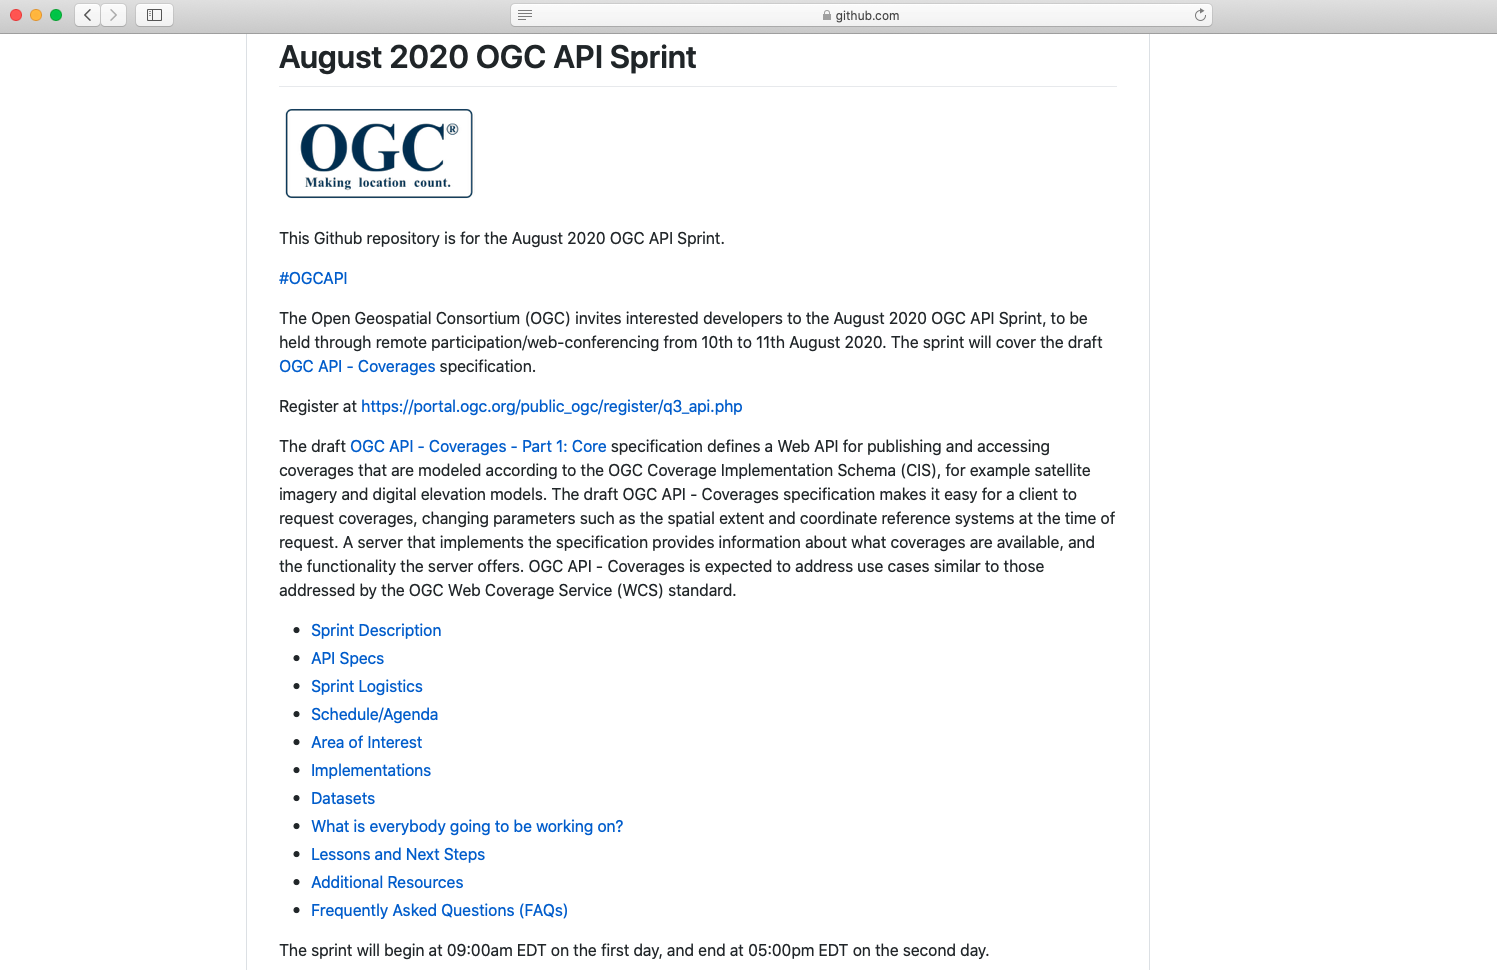 github.com
August 2020 OGC API Sprint
OGC®
Making location count.
This Github repository is for the August 2020 OGC API Sprint.
#OGCAPI
The Open Geospatial Consortium (OGC) invites interested developers to the August 2020 OGC API Sprint, to be
held through remote participation/web-conferencing from 10th to 11th August 2020. The sprint will cover the draft
OGC API - Coverages specification.
Register at https://portal.ogc.org/public_ogc/register/q3_api.php
The draft OGC API - Coverages - Part 1: Core specification defines a Web API for publishing and accessing
coverages that are modeled according to the OGC Coverage Implementation Schema (CIS), for example satellite
imagery and digital elevation models. The draft OGC API - Coverages specification makes it easy for a client to
request coverages, changing parameters such as the spatial extent and coordinate reference systems at the time of
request. A server that implements the specification provides information about what coverages are available, and
the functionality the server offers. OGC API - Coverages is expected to address use cases similar to those
addressed by the OGC Web Coverage Service (WCS) standard.
• Sprint Description
• API Specs
• Sprint Logistics
• Schedule/Agenda
• Area of Interest
• Implementations
• Datasets
• What is everybody going to be working on?
• Lessons and Next Steps
• Additional Resources
• Frequently Asked Questions (FAQs)
The sprint will begin at 09:00am EDT on the first day, and end at 05:00pm EDT on the second day.